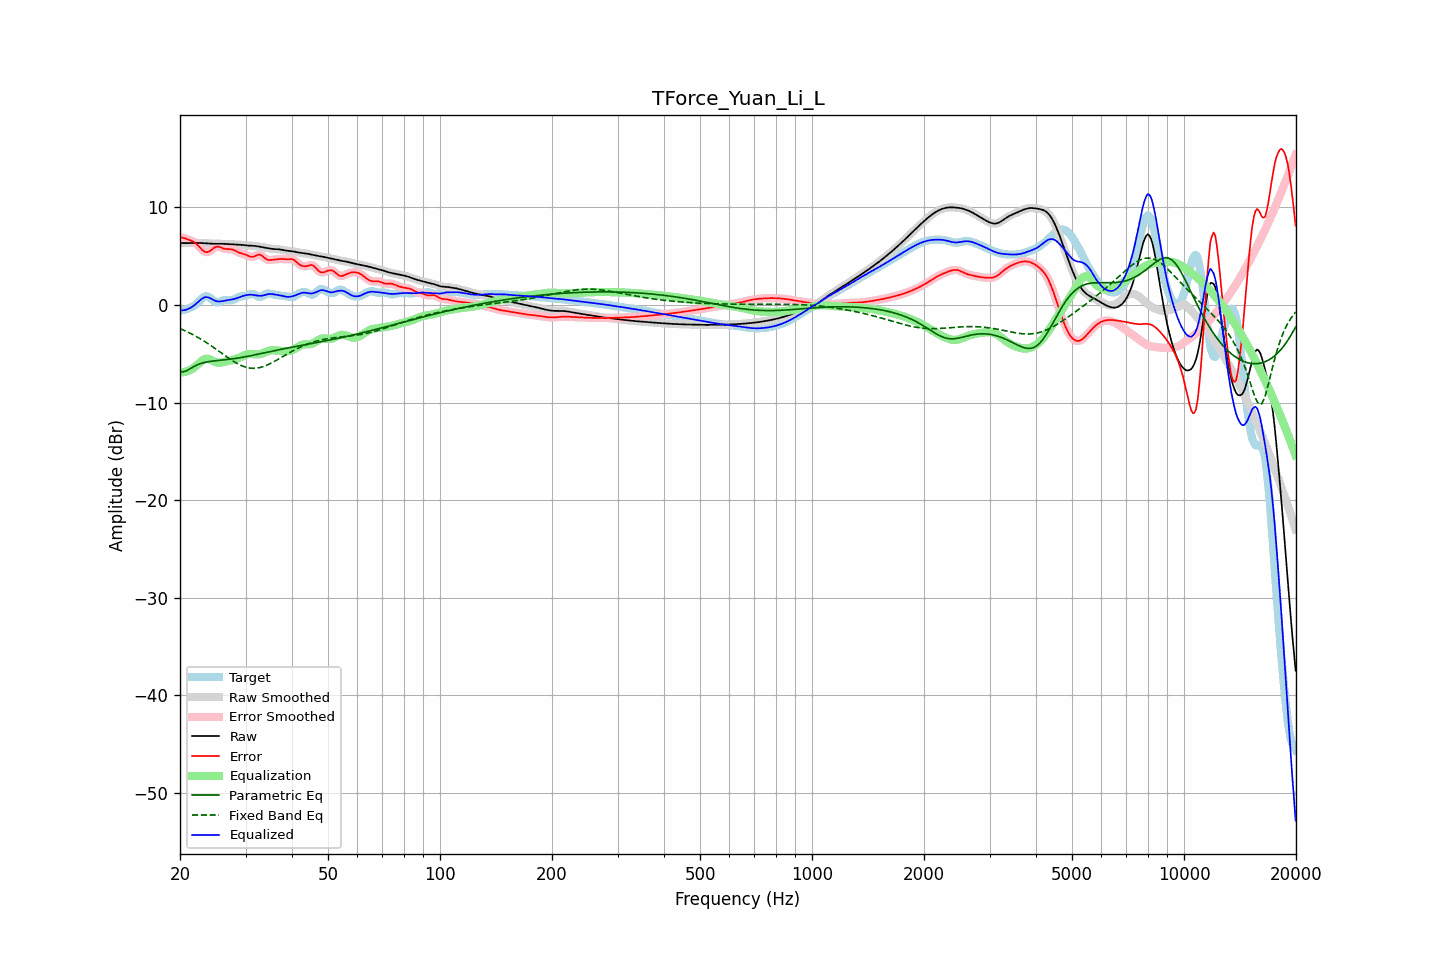 TForce_Yuan_Li_L
Amplitude (dBr)
10
0
−10
−20
−30
−40
−50
Target
Raw Smoothed
Error Smoothed
Raw
Error
Equalization
Parametric Eq
Fixed Band Eq
Equalized
20 50 100 200 500 1000 2000 5000 10000 20000
Frequency (Hz)